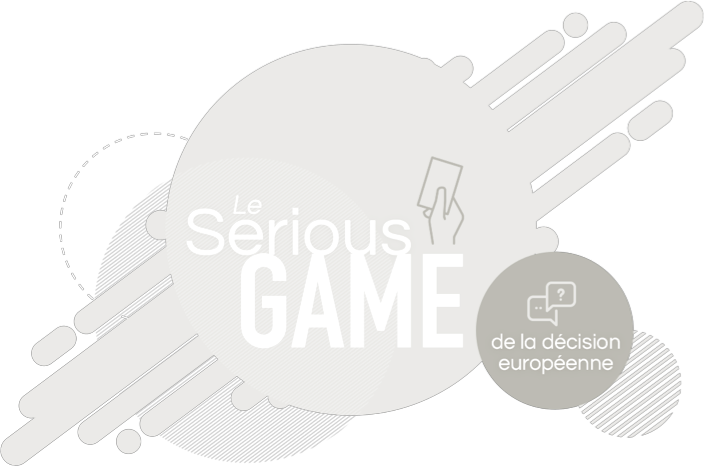 Le
Serious
GAME
?
de la décision
européenne